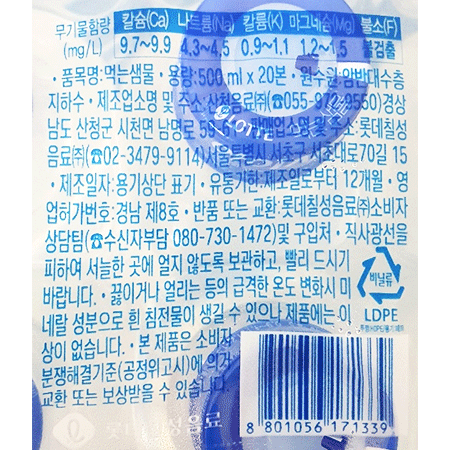 무기물함량 칼슘(Ca) 나트륨(Na) 칼륨(K) 마그네슘(Mg) 불소(F)
(mg/L) 9.7~9.9 4.3~4.5 0.9~1.1 1.2~1.5 불검출
• 품목명:먹는샘물 • 용량:500 ml x 20본 • 원수원:암반대수층
지하수 • 제조업소명 및 주소:산청음료㈜(☎055-9 경상
남도 산청군 시천면 남명로 • 판매업소명 및 주소:롯데칠성
음료㈜(☎02-3479-9114)서울특별시 서초구 서초대로70길 15
• 제조일자:용기상단 표기 • 유통기한:제조일로부터 12개월 • 영
업허가번호:경남 제8호 • 반품 또는 교환:롯데칠성음료㈜소비자
상담팀(☎수신자부담 080-730-1472)및 구입처 • 직사광선을
피하여 서늘한 곳에 얼지 않도록 보관하고, 빨리 드시기
바랍니다. • 끓이거나 얼리는 등의 급격한 온도 변화시 미
네랄 성분으로 흰 침전물이 생길 수 있으나 제품에는 이
상이 없습니다. • 본 제품은 소비자
분쟁해결기준(공정위고시)에 의거
교환 또는 보상받을 수 있습니다.
비닐류
LDPE
LOTTE
롯데칠성음료
8 801056 171339